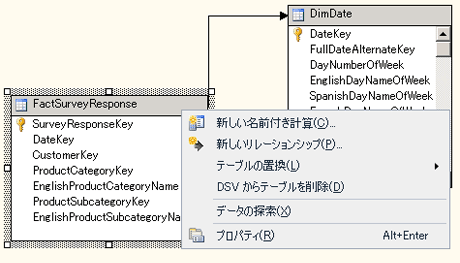 DimDate
DateKey
FullDateAlternateKey
DayNumberOfWeek
EnglishDayNameOfWeek
SpanishDayNameOfWeek
FactSurveyResponse
SurveyResponseKey
DateKey
CustomerKey
ProductCategoryKey
EnglishProductCategoryName
ProductSubcategoryKey
EnglishProductSubcategoryNa
新しい名前付き計算(C)...
新しいリレーションシップ(P)...
テーブルの置換(L)
DSV からテーブルを削除(D)
データの探索(X)
プロパティ(R) Alt+Enter